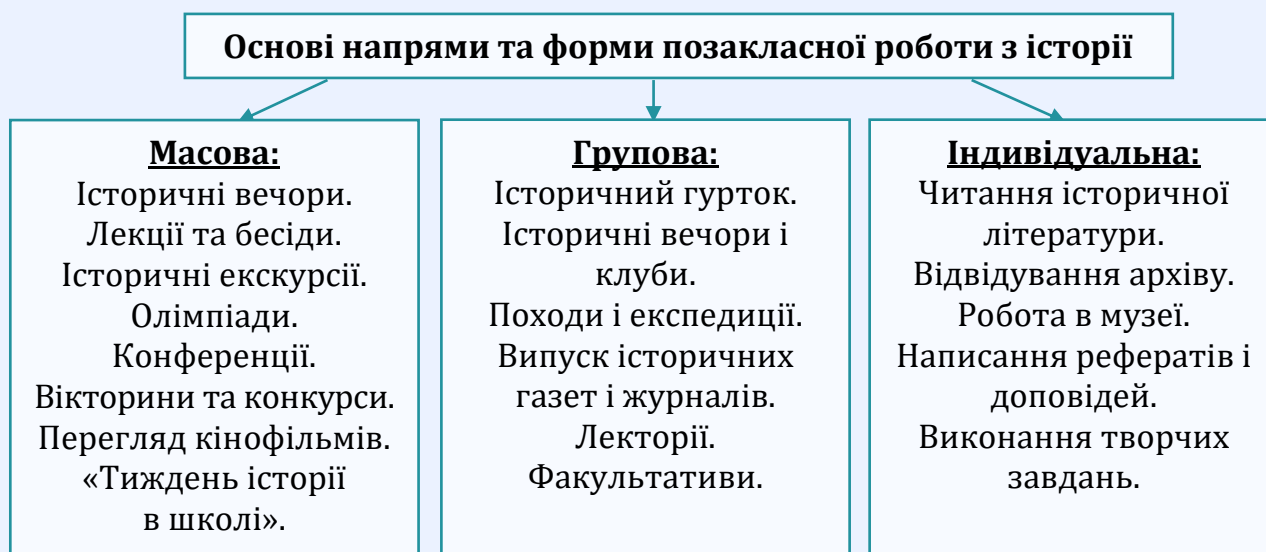 Основі напрями та форми позакласної роботи з історії
Масова:
Історичні вечори.
Лекції та бесіди.
Історичні екскурсії.
Олімпіади.
Конференції.
Вікторини та конкурси.
Перегляд кінофільмів.
«Тиждень історії
в школі».
Групова:
Історичний гурток.
Історичні вечори і
клуби.
Походи і експедиції.
Випуск історичних
газет і журналів.
Лекторії.
Факультативи.
Індивідуальна:
Читання історичної
літератури.
Відвідування архіву.
Робота в музеї.
Написання рефератів і
доповідей.
Виконання творчих
завдань.